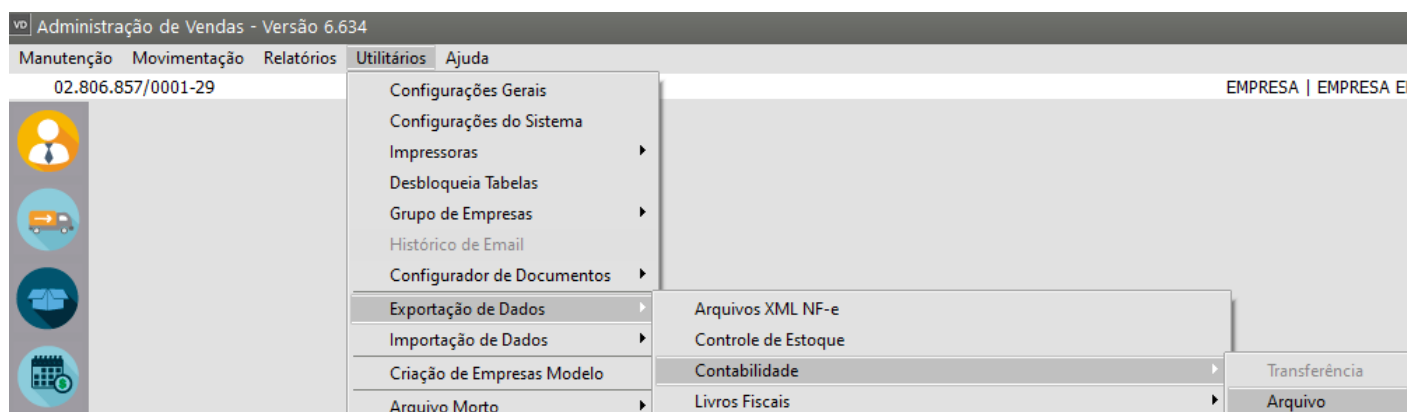 VD Administração de Vendas - Versão 6.634
Manutenção Movimentação Relatórios Utilitários Ajuda
02.806.857/0001-29
EMPRESA | EMPRESA E
Configurações Gerais
Configurações do Sistema
Impressoras
Desbloqueia Tabelas
Grupo de Empresas
Histórico de Email
Configurador de Documentos
Exportação de Dados
Arquivos XML NF-e
Importação de Dados
Controle de Estoque
Criação de Empresas Modelo
Contabilidade
Transferência
Arquivo Morto
Livros Fiscais
Arquivo